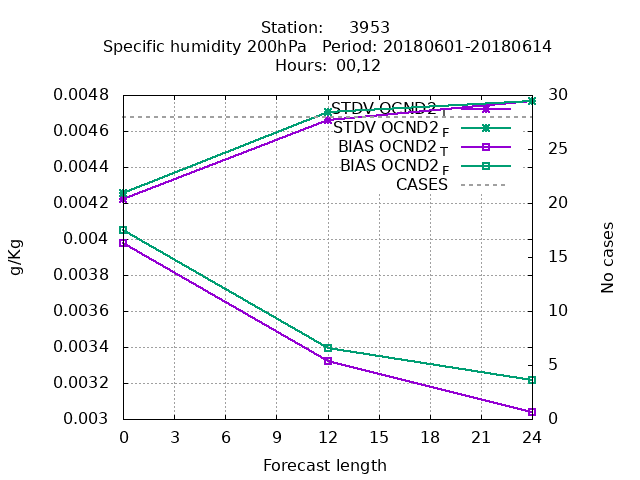 Station: 3953
Specific humidity 200hPa Period: 20180601-20180614
Hours: 00,12
0.0048
0.0046
0.0044
0.0042
0.004
0.0038
0.0036
0.0034
0.0032
0.003
g/Kg
STDV OCND2 T
STDV OCND2 F
BIAS OCND2 T
BIAS OCND2 F
CASES
30
25
20
15
10
5
0
No cases
0 3 6 9 12 15 18 21 24
Forecast length